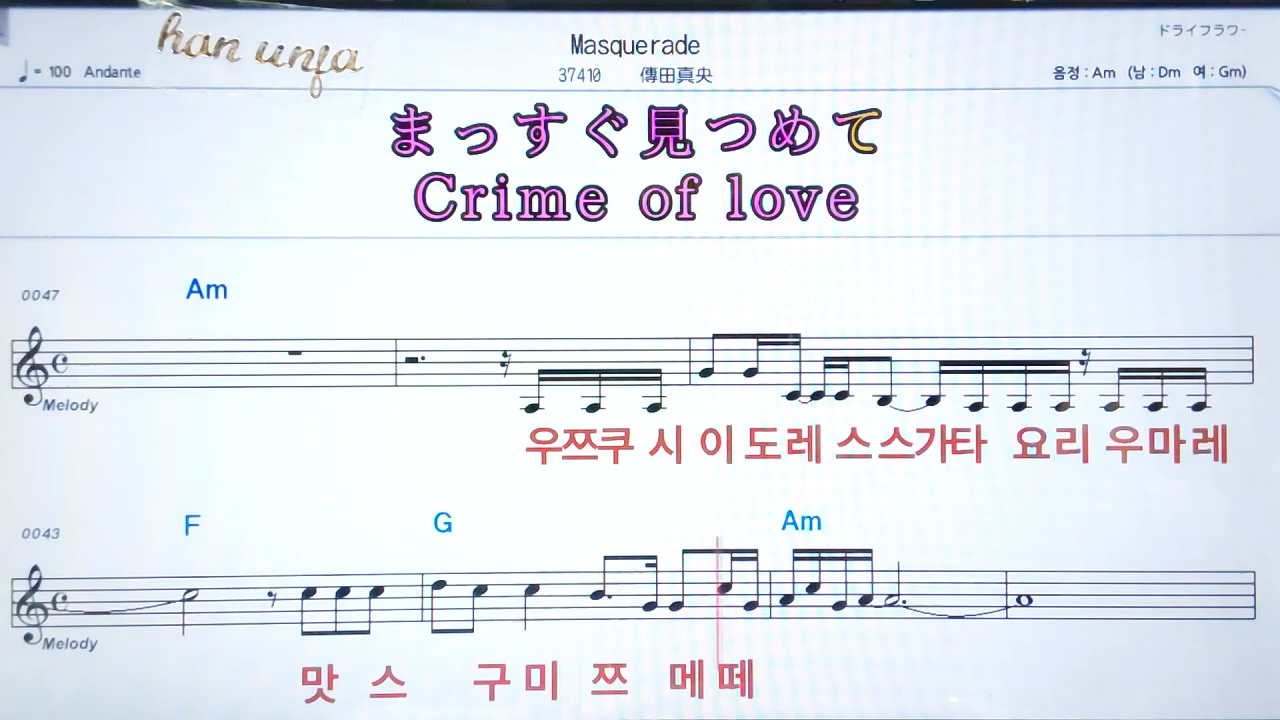 han unja
Masquerade
ドライフラワ-
♩= 100 Andante
37410 傳田真央
음정 : Am (남 : Dm 여 : Gm)
まっすぐ見つめて
Crime of love
0047 Am
Melody
우쯔쿠 시 이 도레 스스가타 요리 우마레
0043 F G Am
Melody
맛 스 구미 쯔 메떼